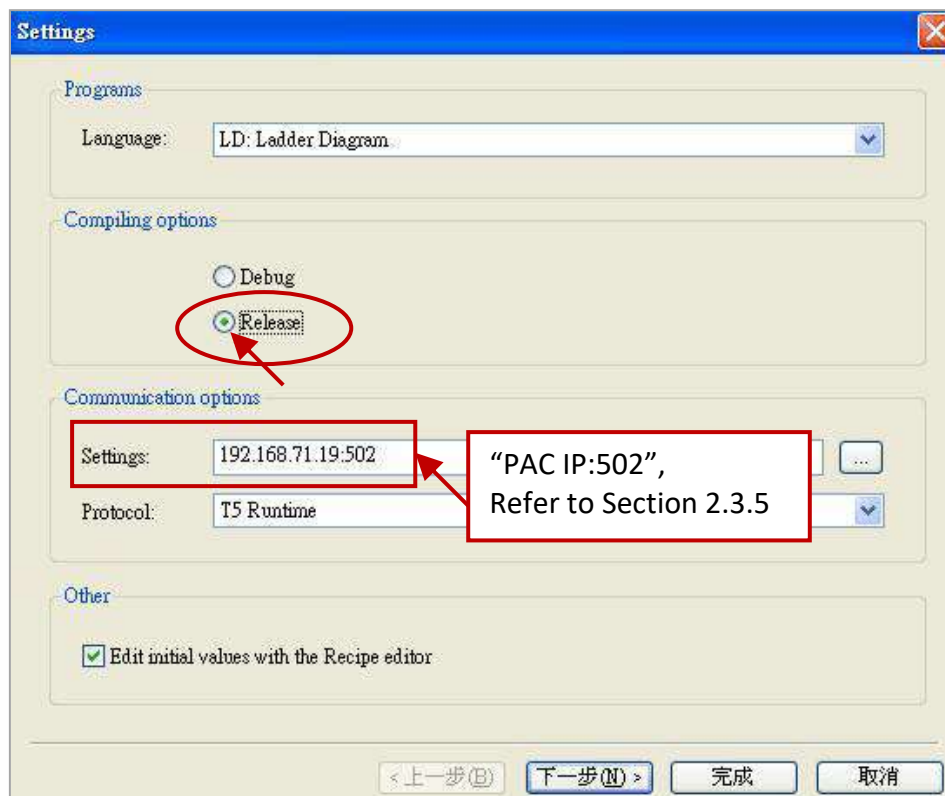 Settings
Programs
Language: LD: Ladder Diagram
Compiling options
Debug
Release
Communication options
Settings: 192.168.71.19:502 ...
"PAC IP:502",
Refer to Section 2.3.5
Protocol: T5 Runtime
Other
Edit initial values with the Recipe editor
<上一步(B) 下一步(N) > 完成 取消